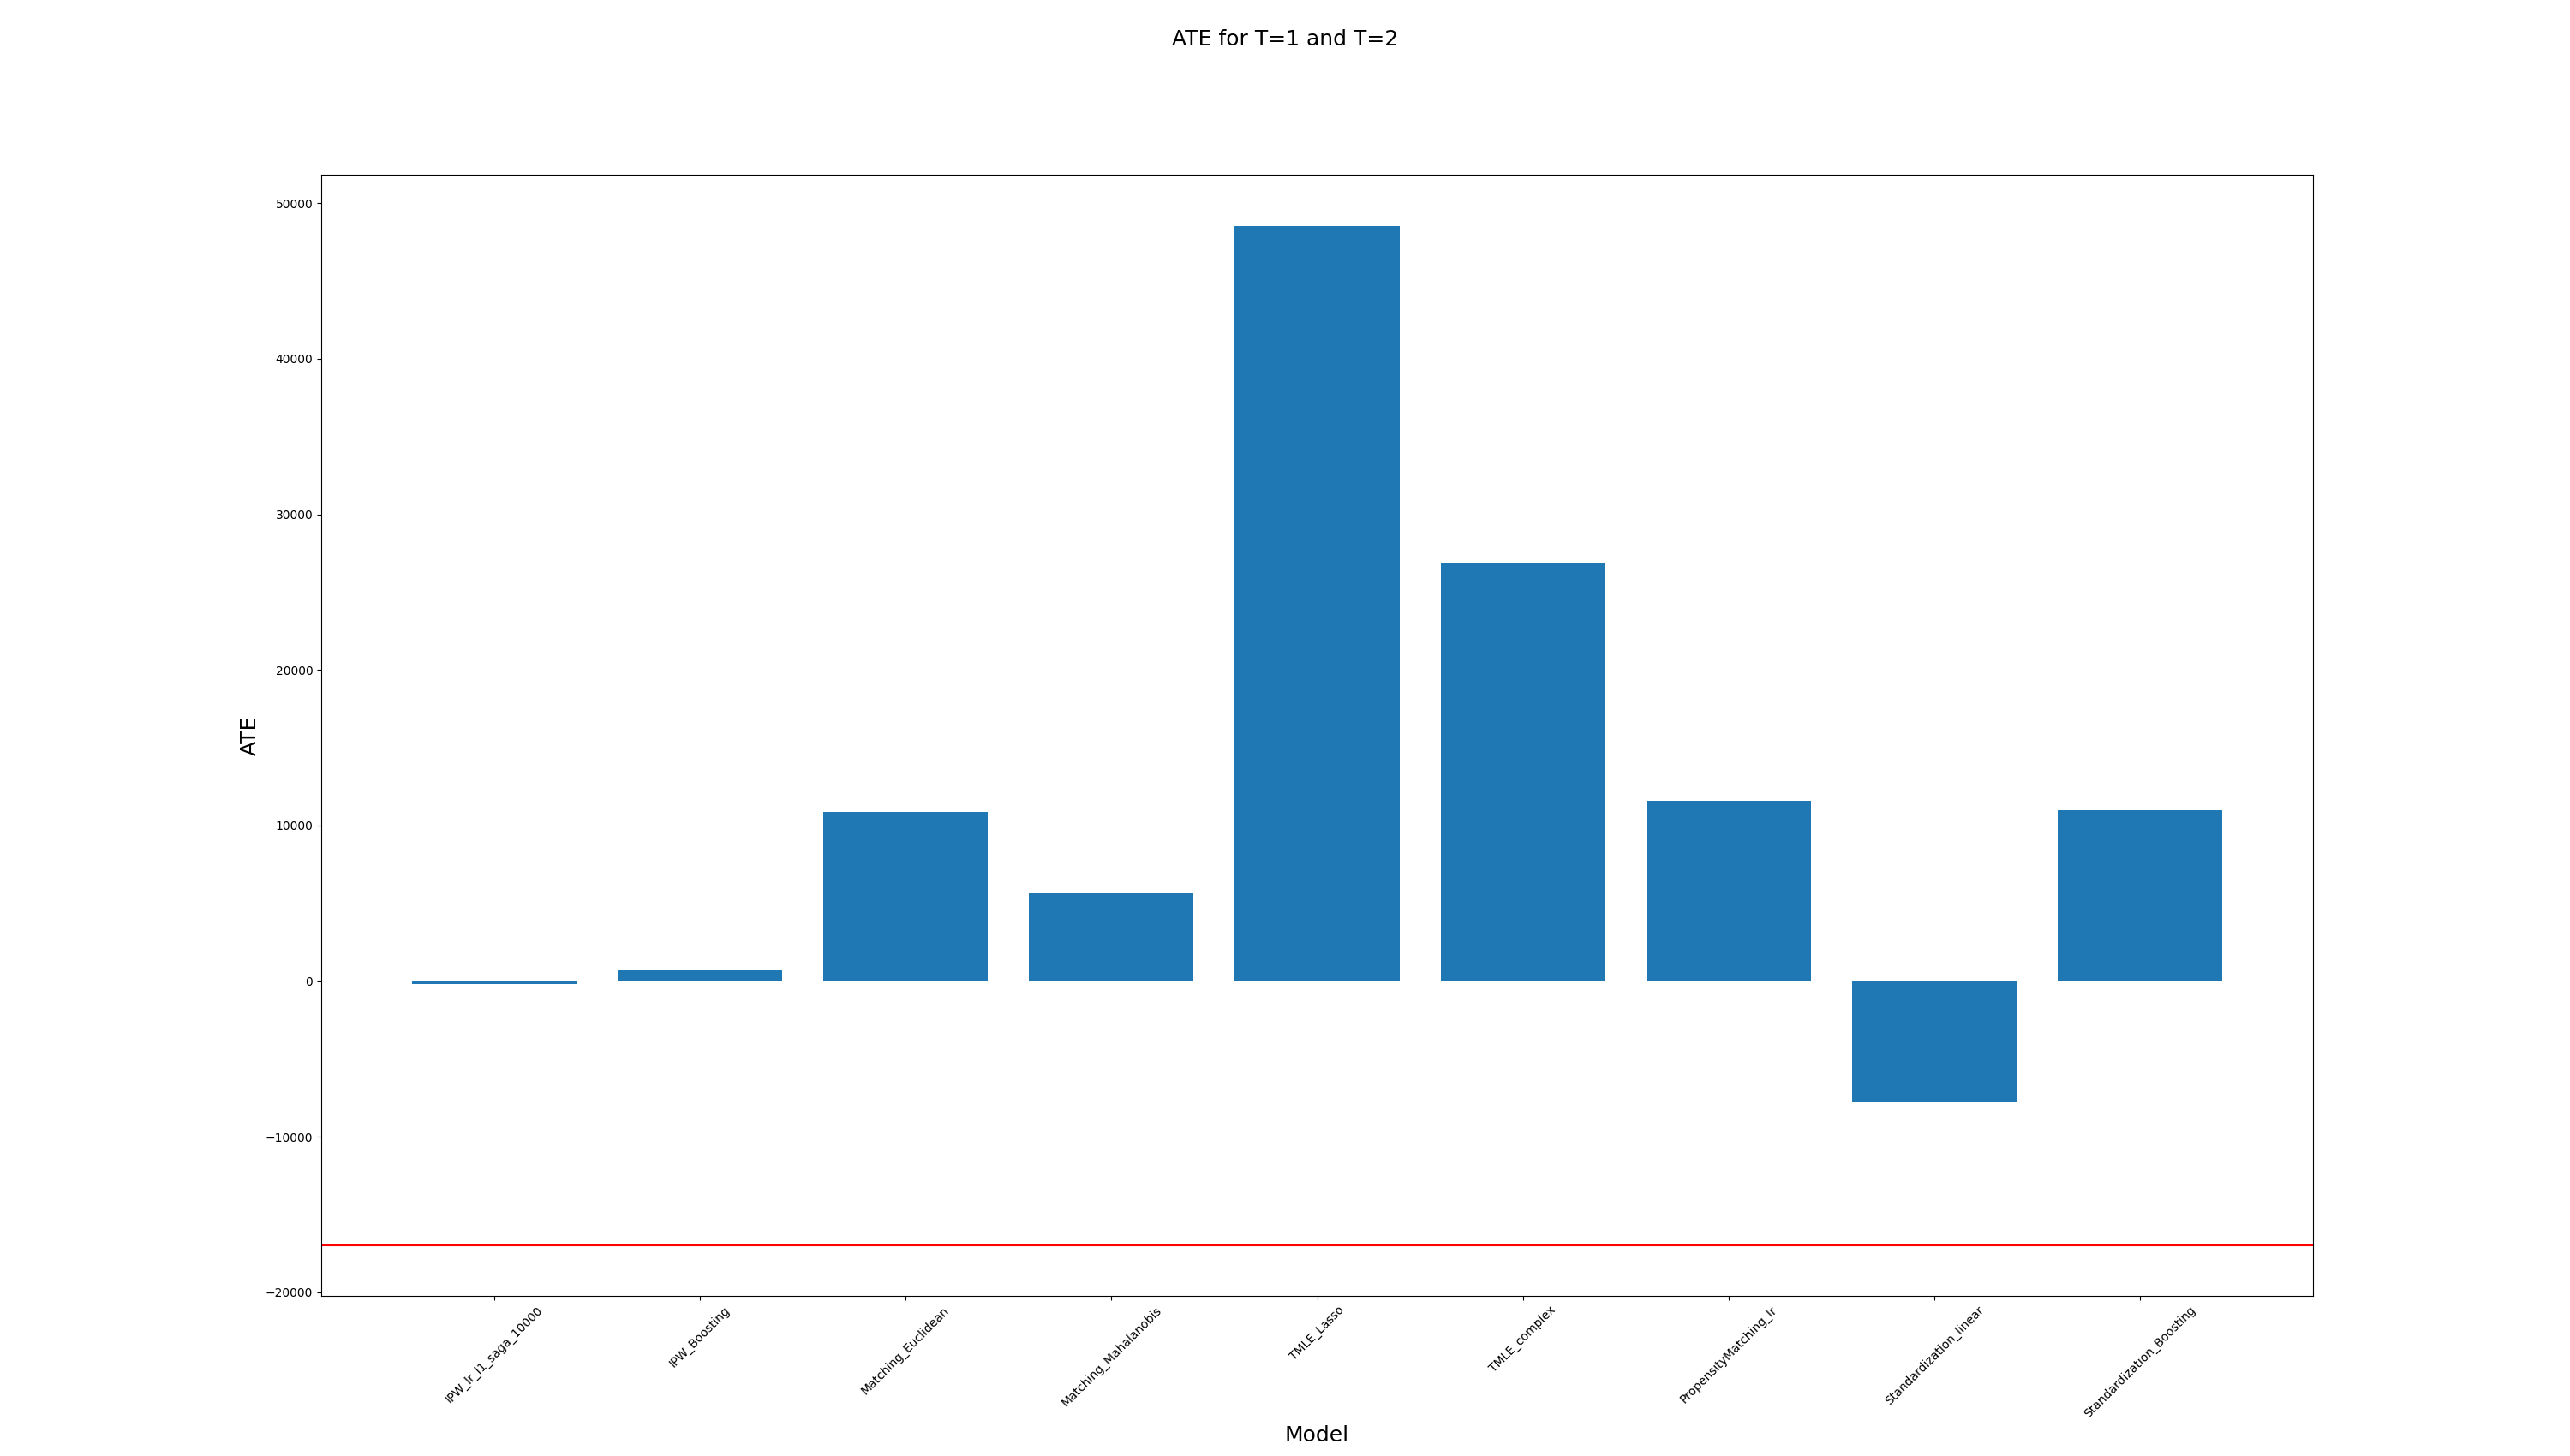 ATE for T=1 and T=2
50000
40000
30000
20000
10000
0
−10000
−20000
ATE
IPW_lr_l1_saga_10000
IPW_Boosting
Matching_Euclidean
Matching_Mahalanobis
TMLE_Lasso
TMLE_complex
PropensityMatching_lr
Standardization_linear
Standardization_Boosting
Model